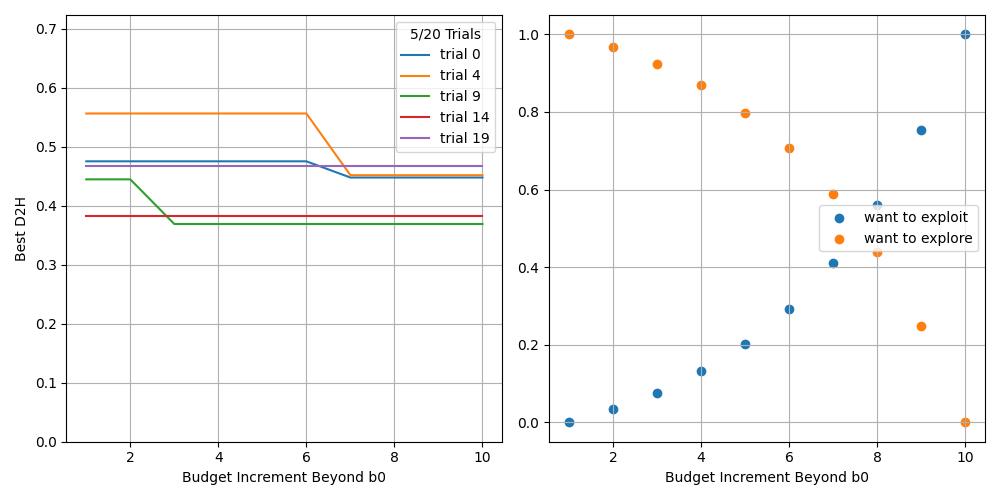 0.7
0.6
0.5
0.4
0.3
0.2
0.1
0.0
Best D2H
2 4 6 8 10
Budget Increment Beyond b0
5/20 Trials
trial 0
trial 4
trial 9
trial 14
trial 19
1.0
0.8
0.6
0.4
0.2
0.0
2 4 6 8 10
Budget Increment Beyond b0
want to exploit
want to explore